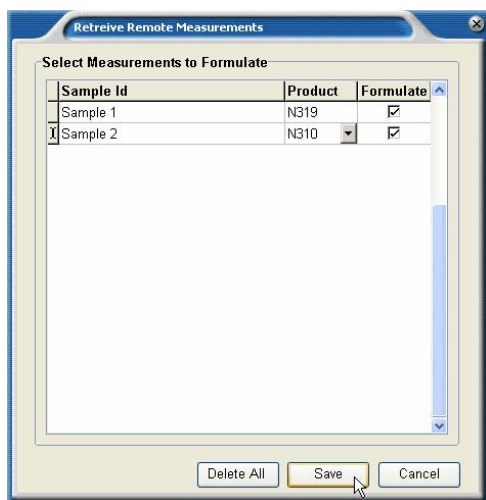 Retreive Remote Measurements
Select Measurements to Formulate
Sample Id Product Formulate
Sample 1 N319
Sample 2 N310
Delete All Save Cancel